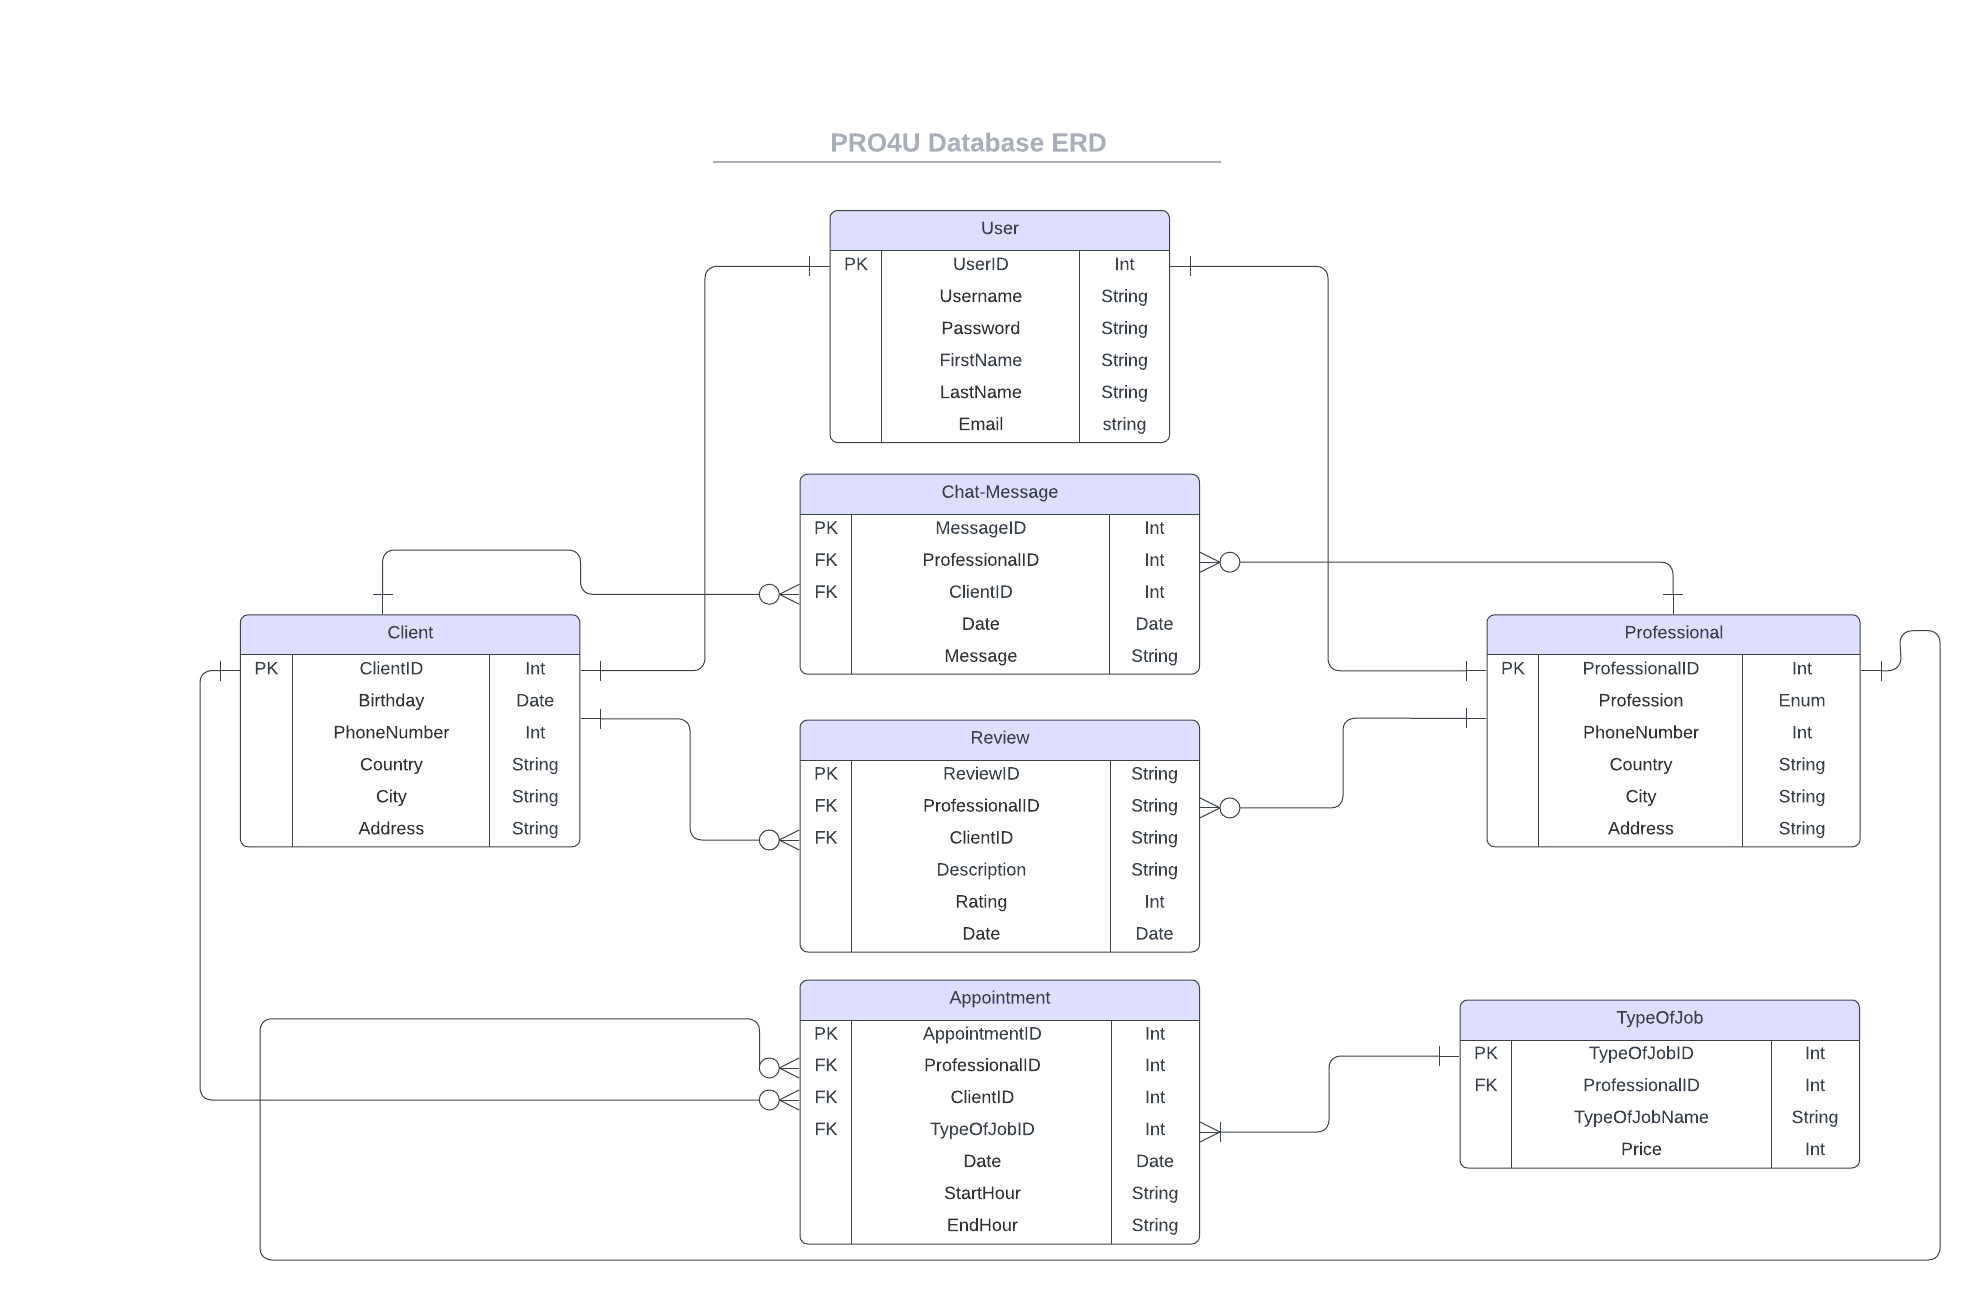 PRO4U Database ERD
User
PK UserID Int
Username String
Password String
FirstName String
LastName String
Email string
Chat-Message
PK MessageID Int
FK ProfessionalID Int
FK ClientID Int
Date Date
Message String
Client
PK ClientID Int
Birthday Date
PhoneNumber Int
Country String
City String
Address String
Professional
PK ProfessionalID Int
Profession Enum
PhoneNumber Int
Country String
City String
Address String
Review
PK ReviewID String
FK ProfessionalID String
FK ClientID String
Description String
Rating Int
Date Date
Appointment
PK AppointmentID Int
FK ProfessionalID Int
FK ClientID Int
FK TypeOfJobID Int
Date Date
StartHour String
EndHour String
TypeOfJob
PK TypeOfJobID Int
FK ProfessionalID Int
TypeOfJobName String
Price Int